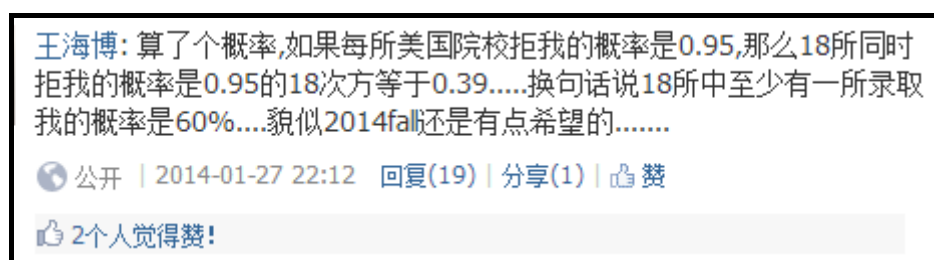 王海博: 算了个概率,如果每所美国院校拒我的概率是0.95,那么18所同时
拒我的概率是0.95的18次方等于0.39.....换句话说18所中至少有一所录取
我的概率是60%....貌似2014fall还是有点希望的.......
公开 | 2014-01-27 22:12 回复(19) | 分享(1) | 赞
2个人觉得赞!